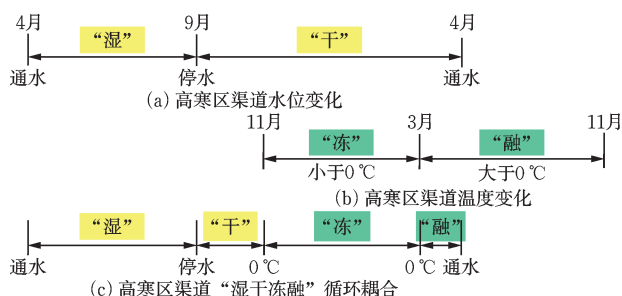 4月 9月 4月
“湿” “干”
通水 停水 通水
(a) 高寒区渠道水位变化
11月 3月 11月
“冻” “融”
小于0 ℃ 大于0 ℃
(b) 高寒区渠道温度变化
“湿” “干” “冻” “融”
通水 停水 0 ℃ 0 ℃ 通水
(c) 高寒区渠道“湿干冻融”循环耦合